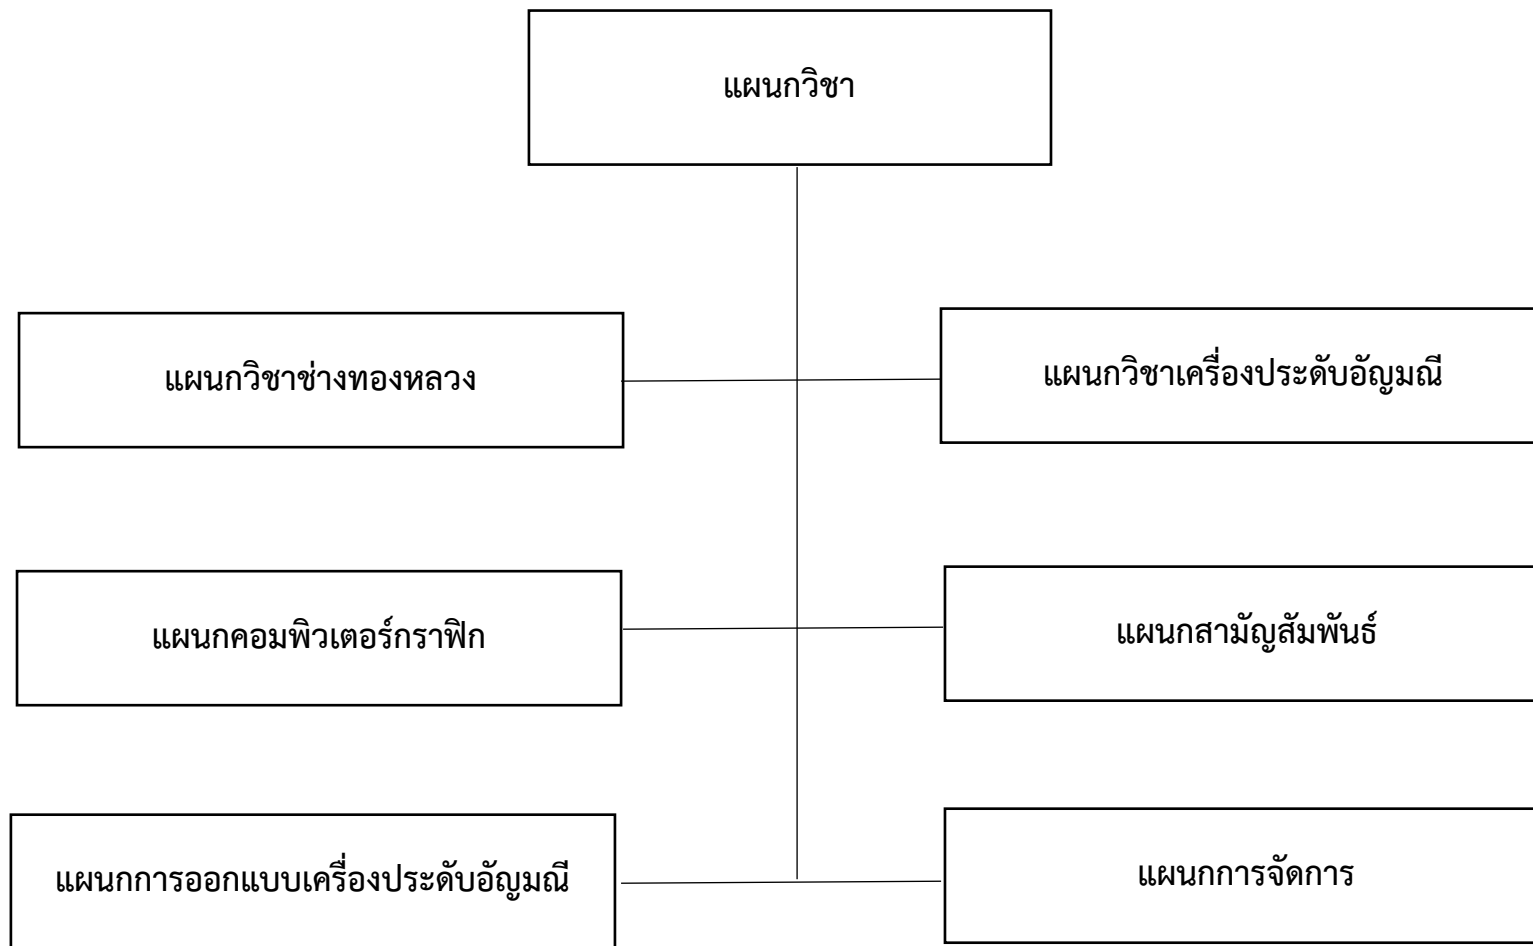 แผนกวิชา
แผนกวิชาช่างทองหลวง
แผนกวิชาเครื่องประดับอัญมณี
แผนกคอมพิวเตอร์กราฟิก
แผนกสามัญสัมพันธ์
แผนกการออกแบบเครื่องประดับอัญมณี
แผนกการจัดการ